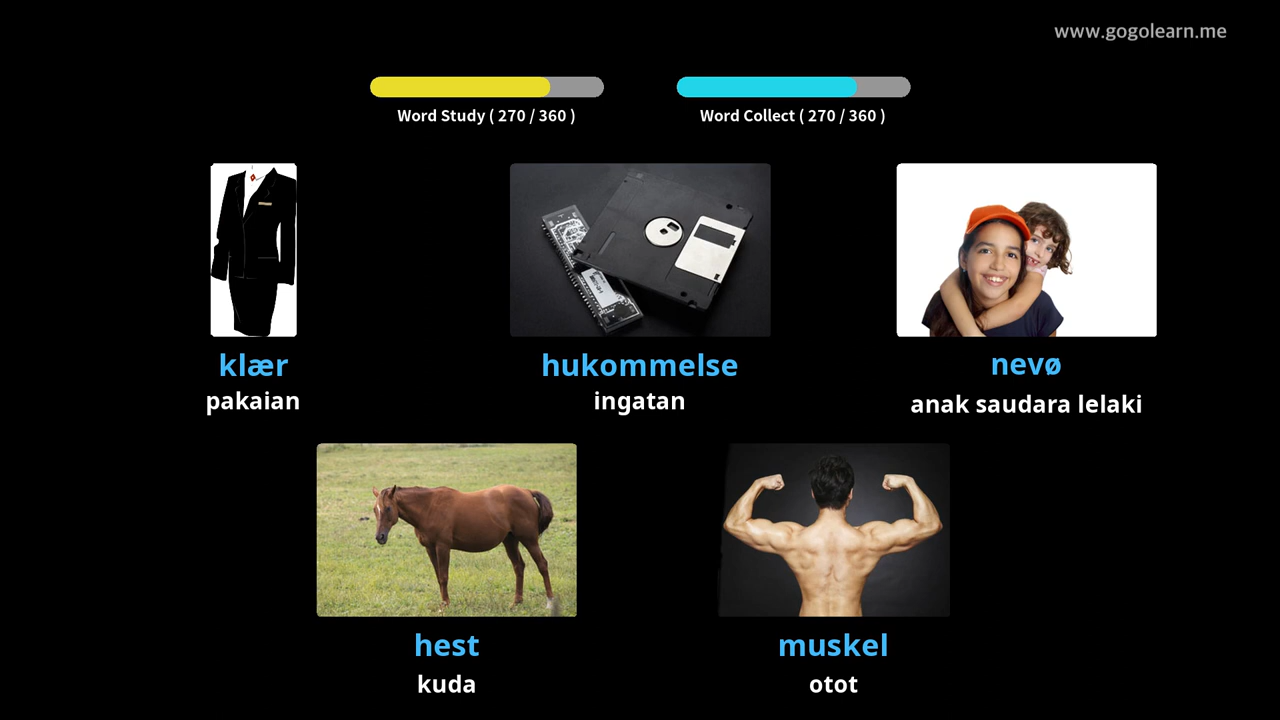 www.gogolearn.me
Word Study ( 270 / 360 )
Word Collect ( 270 / 360 )
klær
pakaian
hukommelse
ingatan
nevø
anak saudara lelaki
hest
kuda
muskel
otot